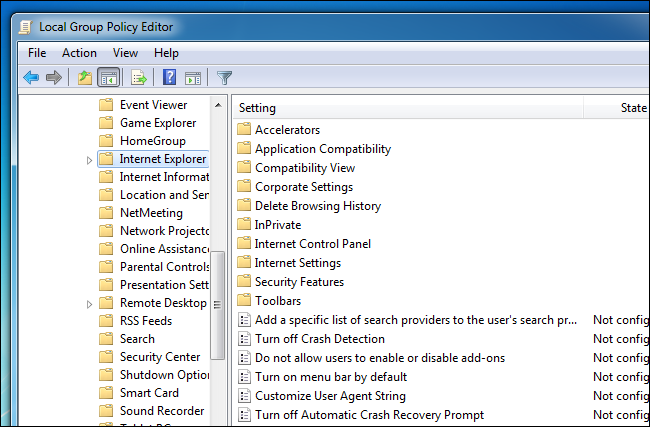 Local Group Policy Editor
File Action View Help
Event Viewer
Game Explorer
HomeGroup
Internet Explorer
Internet Informat
Location and Sen
NetMeeting
Network Projecto
Online Assistanc
Parental Controls
Presentation Sett
Remote Desktop
RSS Feeds
Search
Security Center
Shutdown Option
Smart Card
Sound Recorder
Tablet PC
Setting State
Accelerators
Application Compatibility
Compatibility View
Corporate Settings
Delete Browsing History
InPrivate
Internet Control Panel
Internet Settings
Security Features
Toolbars
Add a specific list of search providers to the user's search pr... Not config
Turn off Crash Detection Not config
Do not allow users to enable or disable add-ons Not config
Turn on menu bar by default Not config
Customize User Agent String Not config
Turn off Automatic Crash Recovery Prompt Not config